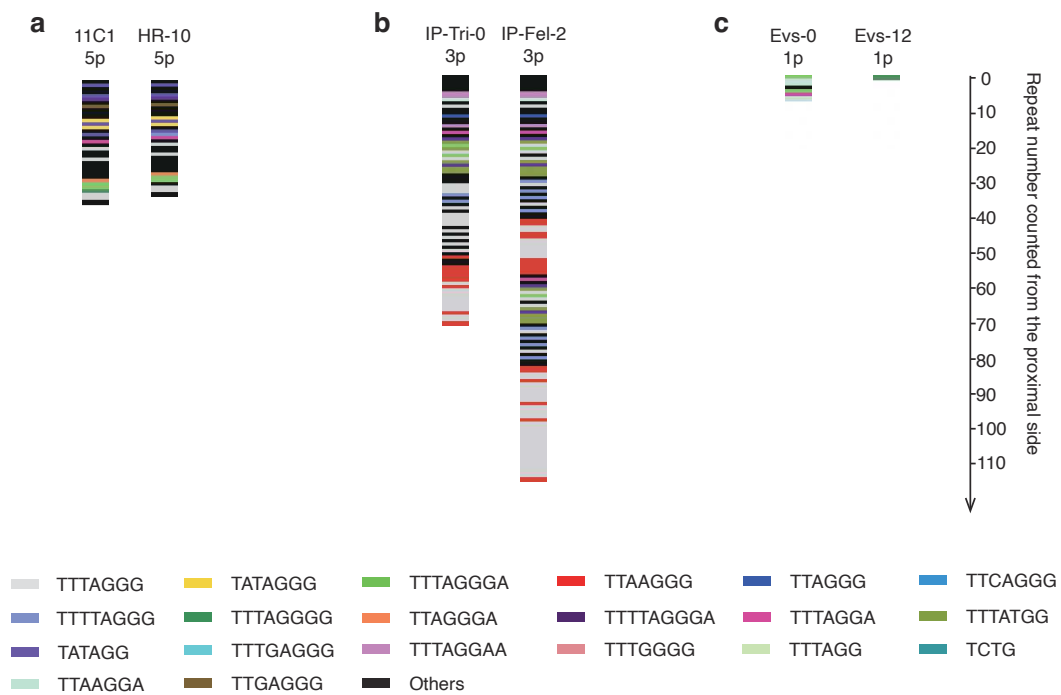 a
11C1 HR-10
5p 5p
b
IP-Tri-0 IP-Fel-2
3p 3p
c
Evs-0 Evs-12
1p 1p
0
10
20
30
40
50
60
70
80
90
100
110
Repeat number counted from the proximal side
TTTAGGG TATAGGG TTTAGGGA TTAAGGG TTAGGG TTCAGGG
TTTTAGGG TTTAGGGG TTAGGGA TTTTAGGGA TTTAGGA TTTATGG
TATAGG TTTGAGGG TTTAGGAA TTTGGGG TTTAGG TCTG
TTAAGGA TTGAGGG Others